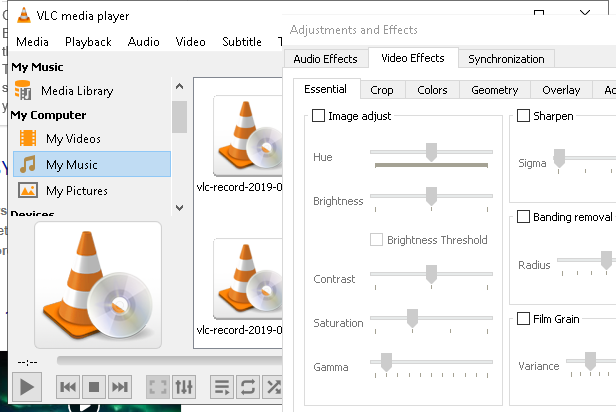 VLC media player
Media Playback Audio Video Subtitle
My Music
Media Library
My Computer
My Videos
My Music
My Pictures
Devices
vlc-record-2019-0
vlc-record-2019-0
--:--
Adjustments and Effects
Audio Effects Video Effects Synchronization
Essential Crop Colors Geometry Overlay
Image adjust
Hue
Brightness
Brightness Threshold
Contrast
Saturation
Gamma
Sharpen
Sigma
Banding removal
Radius
Film Grain
Variance